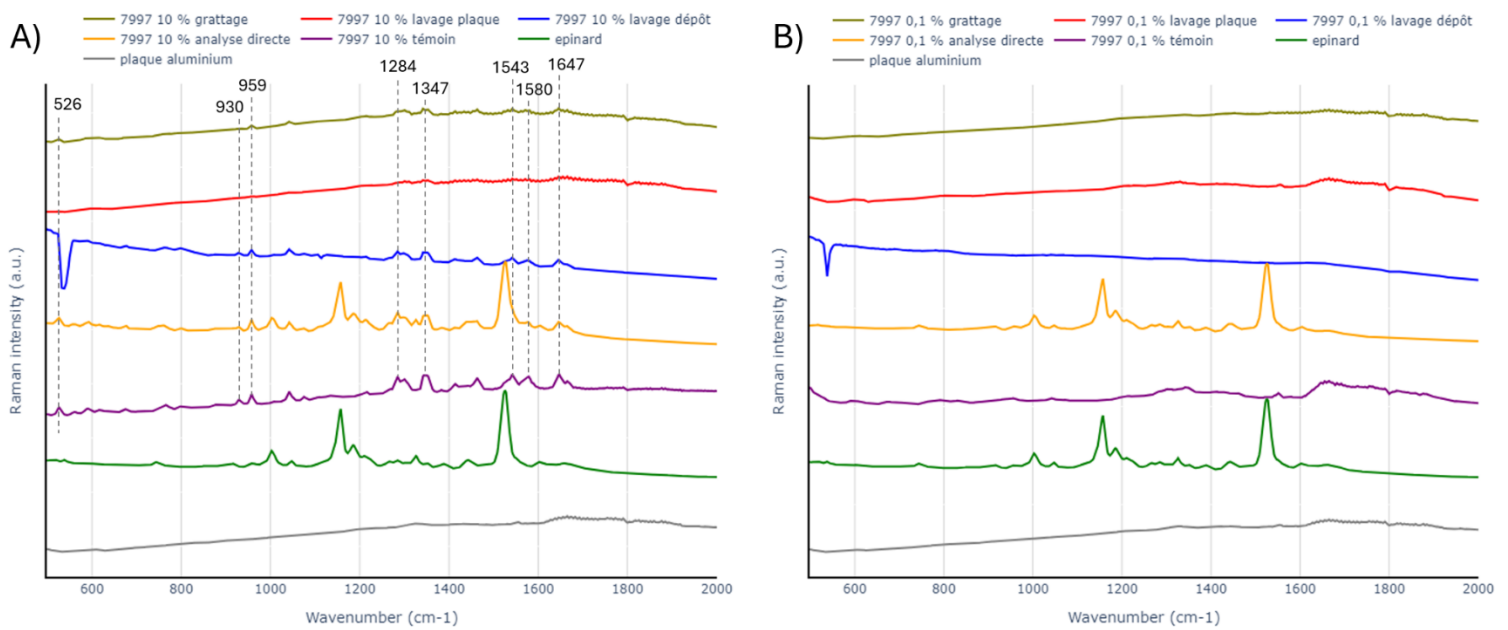 A)
7997 10 % grattage 7997 10 % lavage plaque 7997 10 % lavage dépôt
7997 10 % analyse directe 7997 10 % témoin epinard
plaque aluminium
526
930
959
1284
1347
1543
1580
1647
Raman intensity (a.u.)
600 800 1000 1200 1400 1600 1800 2000
Wavenumber (cm-1)
B)
7997 0,1 % grattage 7997 0,1 % lavage plaque 7997 0,1 % lavage dépôt
7997 0,1 % analyse directe 7997 0,1 % témoin epinard
plaque aluminium
Raman intensity (a.u.)
600 800 1000 1200 1400 1600 1800 2000
Wavenumber (cm-1)